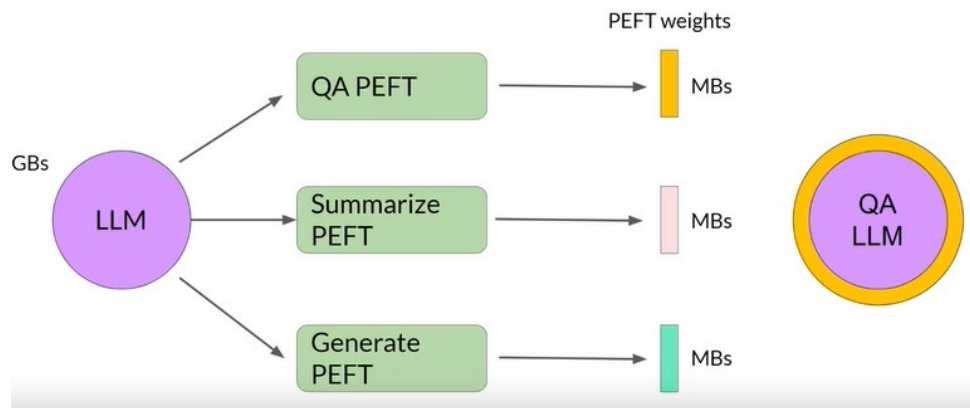 PEFT weights
QA PEFT
MBs
GBs
LLM
Summarize
PEFT
MBs
QA
LLM
Generate
PEFT
MBs